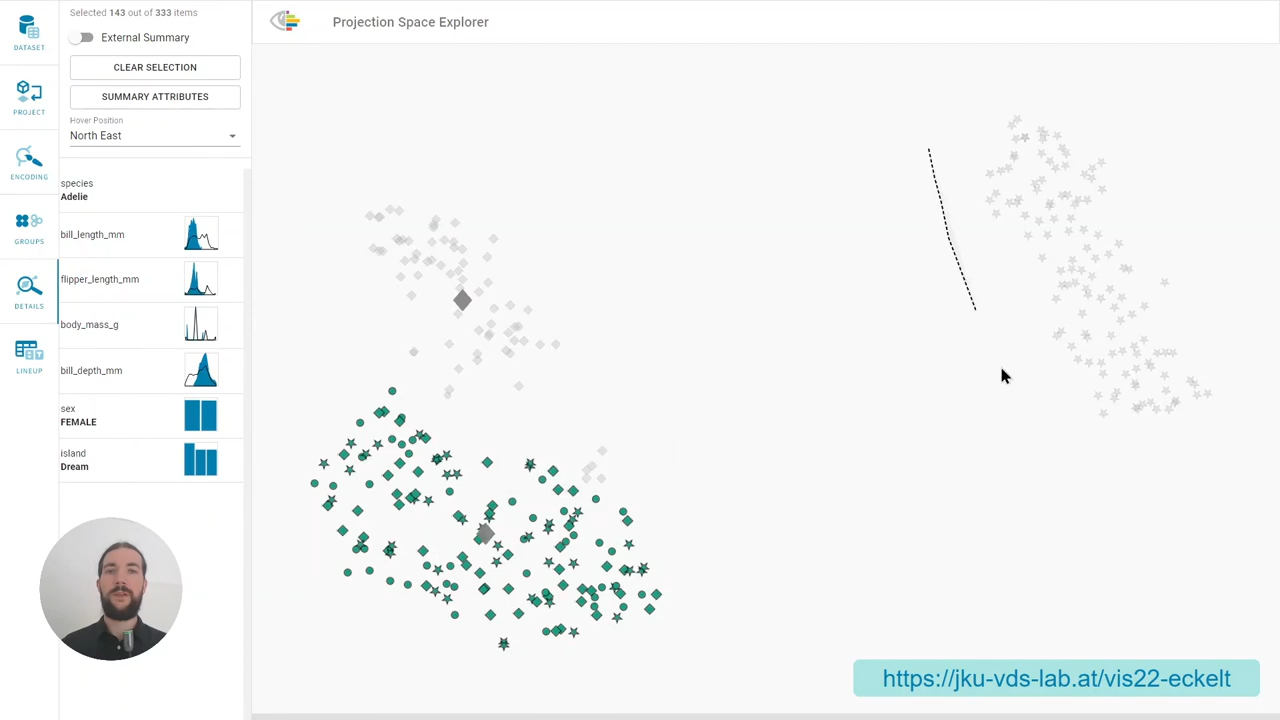 DATASET
PROJECT
ENCODING
GROUPS
DETAILS
LINEUP
Selected 143 out of 333 items
External Summary
CLEAR SELECTION
SUMMARY ATTRIBUTES
Hover Position
North East
species
Adelie
bill_length_mm
flipper_length_mm
body_mass_g
bill_depth_mm
sex
FEMALE
island
Dream
Projection Space Explorer
https://jku-vds-lab.at/vis22-eckelt